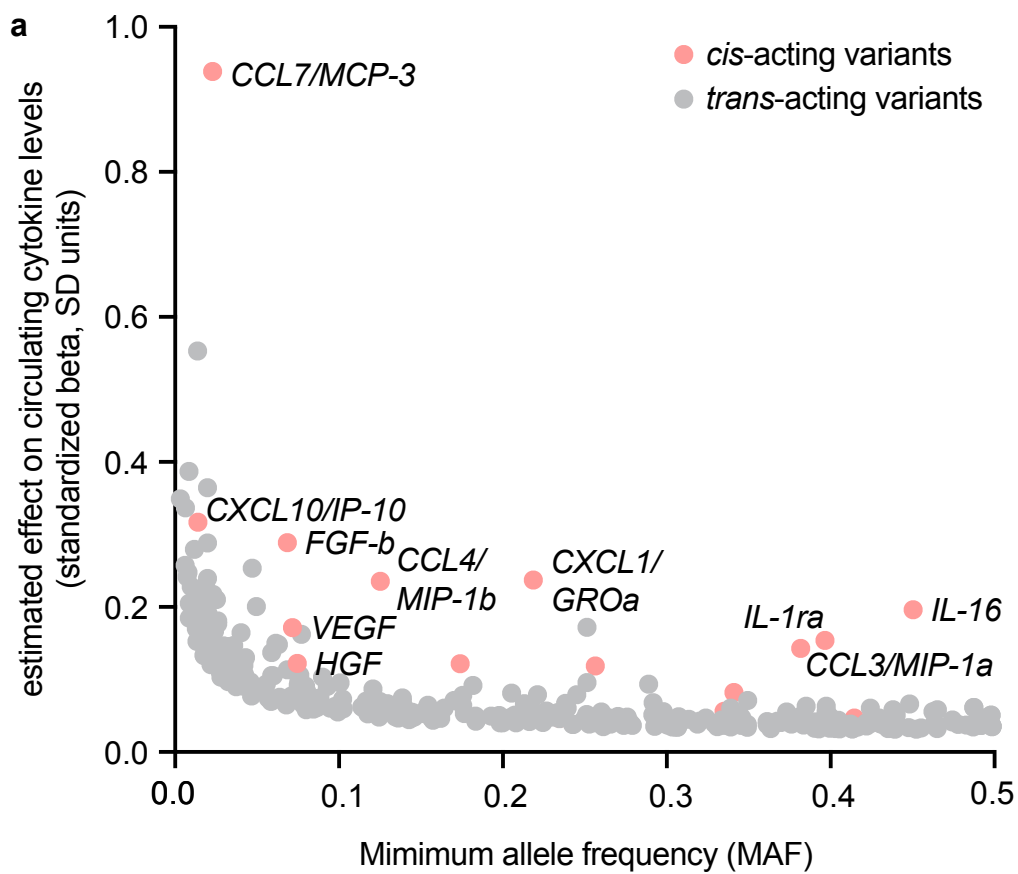 a
estimated effect on circulating cytokine levels
(standardized beta, SD units)
1.0
0.8
0.6
0.4
0.2
0.0
cis-acting variants
trans-acting variants
CCL7/MCP-3
CXCL10/IP-10
FGF-b
CCL4/
MIP-1b
CXCL1/
GROa
VEGF
HGF
IL-1ra
IL-16
CCL3/MIP-1a
0.0
0.1
0.2
0.3
0.4
0.5
Mimimum allele frequency (MAF)